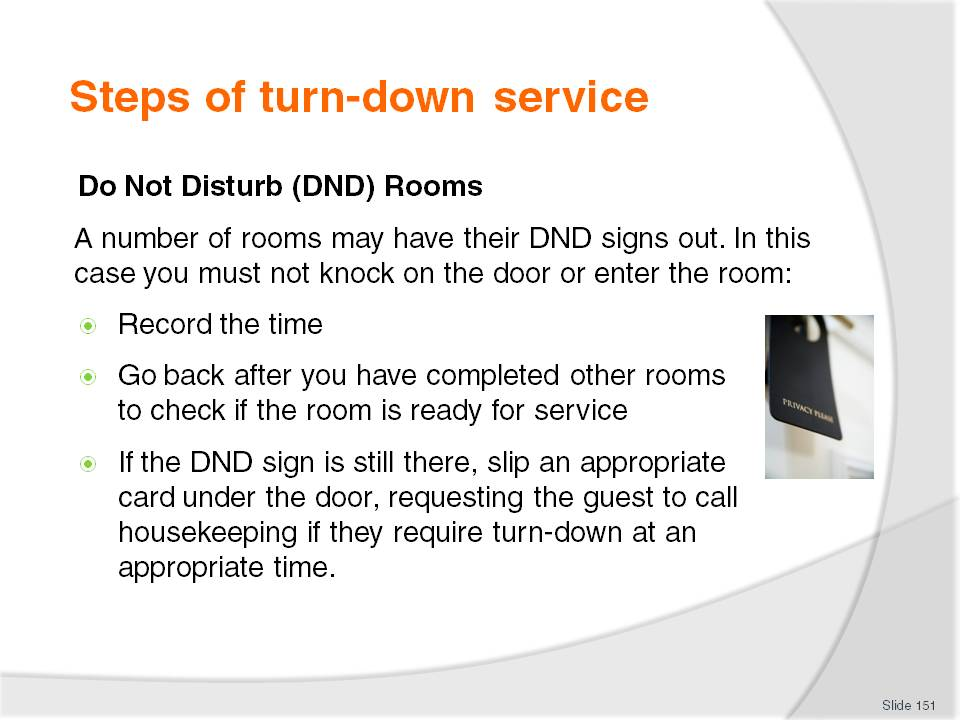 Steps of turn-down service
Do Not Disturb (DND) Rooms
A number of rooms may have their DND signs out. In this
case you must not knock on the door or enter the room:
Record the time
Go back after you have completed other rooms
to check if the room is ready for service
PRIVACY PLEASE
If the DND sign is still there, slip an appropriate
card under the door, requesting the guest to call
housekeeping if they require turn-down at an
appropriate time.
Slide 151